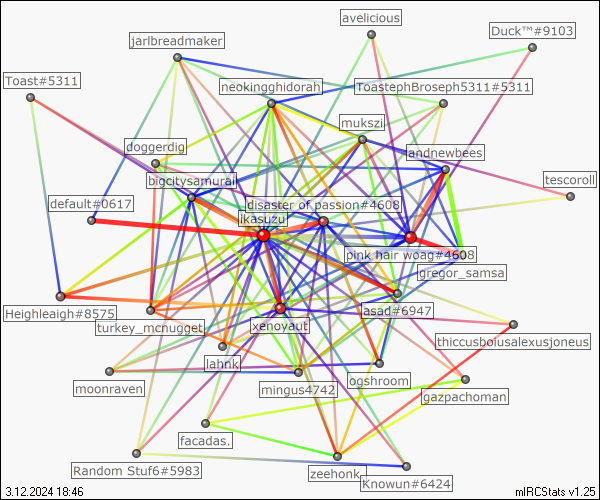 avelicious
Duck™#9103
jarlbreadmaker
Toast#5311
neokingghidorah
ToastephBroseph5311#5311
mukszi
doggerdig
andrewbees
bigcitysamurai
tescoroll
default#0617
disaster of passion#4608
ikasuzu
pink hair woag#4608
gregor_samsa
Heighleaigh#8575
turkey_mcnugget
xenoyaut
asad#6947
thiccusbousalexusjoneus
lahnk
ogshroom
moonraven
mingus4742
gazpachoman
facadas.
Random Stuf6#5983
zeehonk.
Knowun#6424
3.12.2024 18:46
mIRCStats v1.25